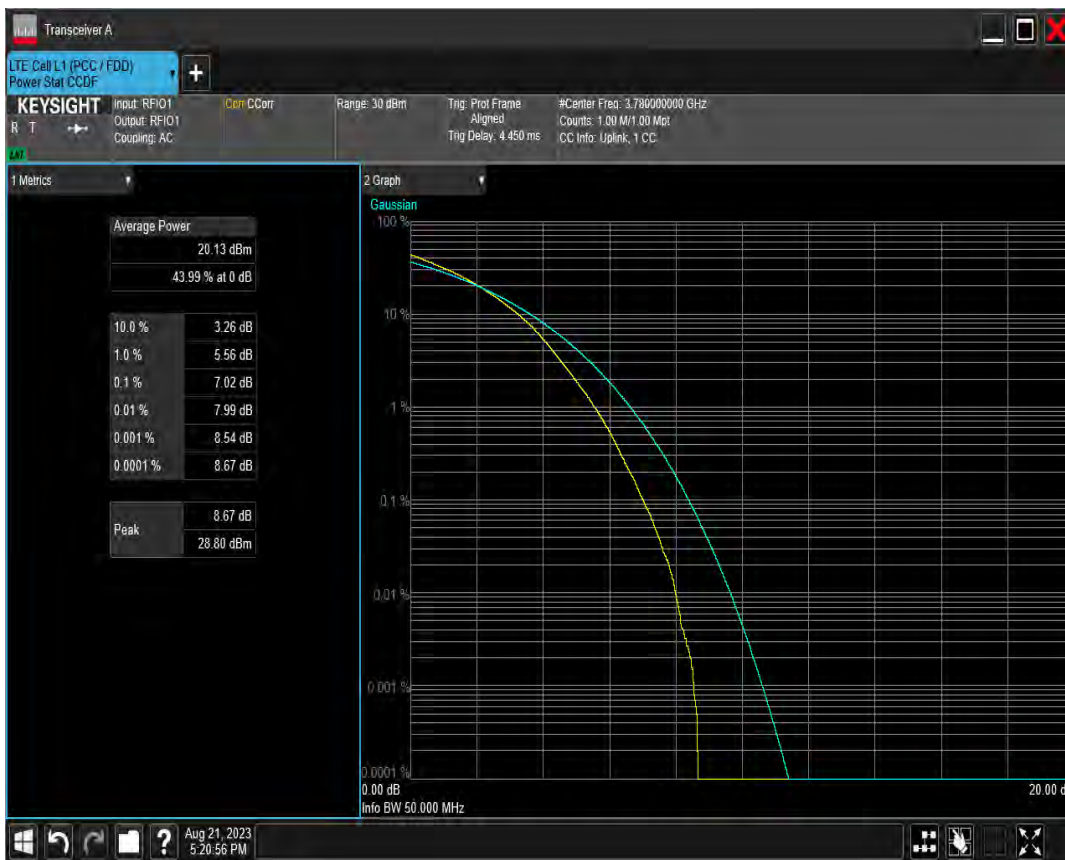 Transceiver A
LTE Cell L1 (PCC / FDD)
Power Stat CCDF
+
KEYSIGHT
R T
Input: RFIO1
Output: RFIO1
Coupling: AC
Corr CCorr
Range: 30 dBm
Trig: Prot Frame
Aligned
Trig Delay: 4.450 ms
#Center Freq: 3.780000000 GHz
Counts: 1.00 M/1.00 Mpt
CC Info: Uplink, 1 CC
1 Metrics
Average Power
20.13 dBm
43.99 % at 0 dB
10.0 % 3.26 dB
1.0 % 5.56 dB
0.1 % 7.02 dB
0.01 % 7.99 dB
0.001 % 8.54 dB
0.0001 % 8.67 dB
Peak
8.67 dB
28.80 dBm
2 Graph
Gaussian
100 %
10 %
1 %
0.1 %
0.01 %
0.001 %
0.0001 %
0.00 dB
20.00 d
Info BW 50.000 MHz
?
Aug 21, 2023
5:20:56 PM